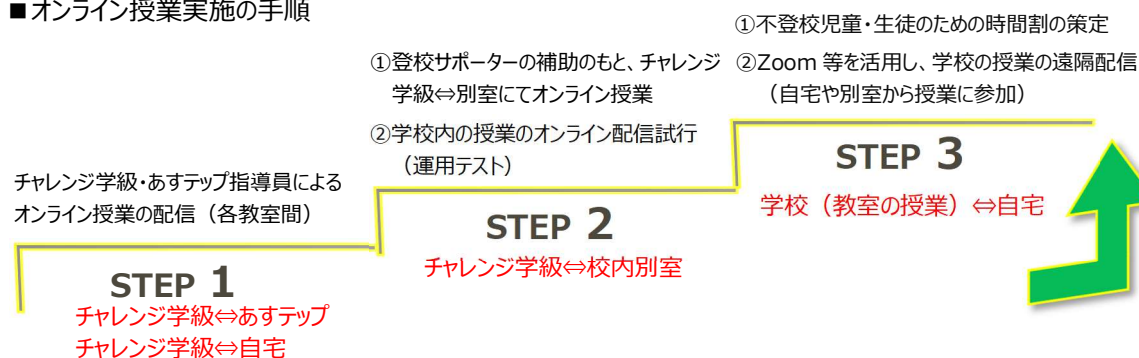 ■オンライン授業実施の手順
チャレンジ学級・あすテップ指導員による
オンライン授業の配信（各教室間）
STEP 1
チャレンジ学級⇔あすテップ
チャレンジ学級⇔自宅
①登校サポーターの補助のもと、チャレンジ
学級⇔別室にてオンライン授業
②学校内の授業のオンライン配信試行
（運用テスト）
STEP 2
チャレンジ学級⇔校内別室
①不登校児童・生徒のための時間割の策定
②Zoom 等を活用し、学校の授業の遠隔配信
（自宅や別室から授業に参加）
STEP 3
学校（教室の授業）⇔自宅